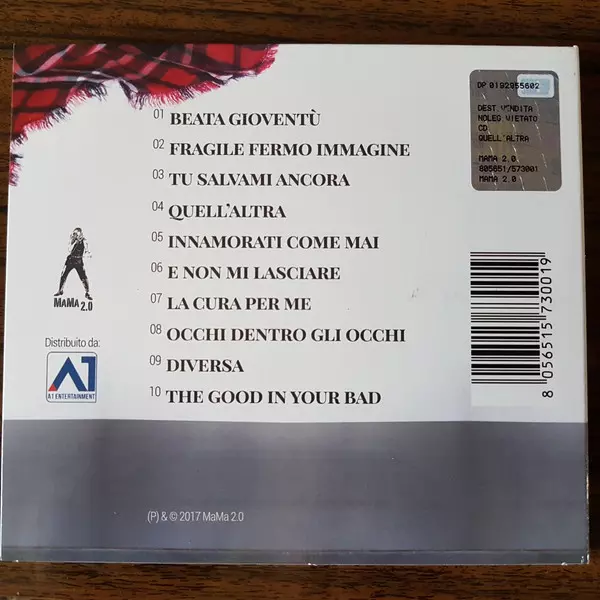 01 BEATA GIOVENTÙ
02 FRAGILE FERMO IMMAGINE
03 TU SALVAMI ANCORA
04 QUELL'ALTRA
05 INNAMORATI COME MAI
06 E NON MI LASCIARE
07 LA CURA PER ME
08 OCCHI DENTRO GLI OCCHI
09 DIVERSA
10 THE GOOD IN YOUR BAD
DP 0192955602
DEST.VENDITA
NOLEG VIETATO
CD
QUELL'ALTRA
MAMA 2.0
805651/573001
MAMA 2.0
MAMA 2.0
Distribuito da:
A1
A1 ENTERTAINMENT
8 056515 730019
(P) & © 2017 MaMa 2.0